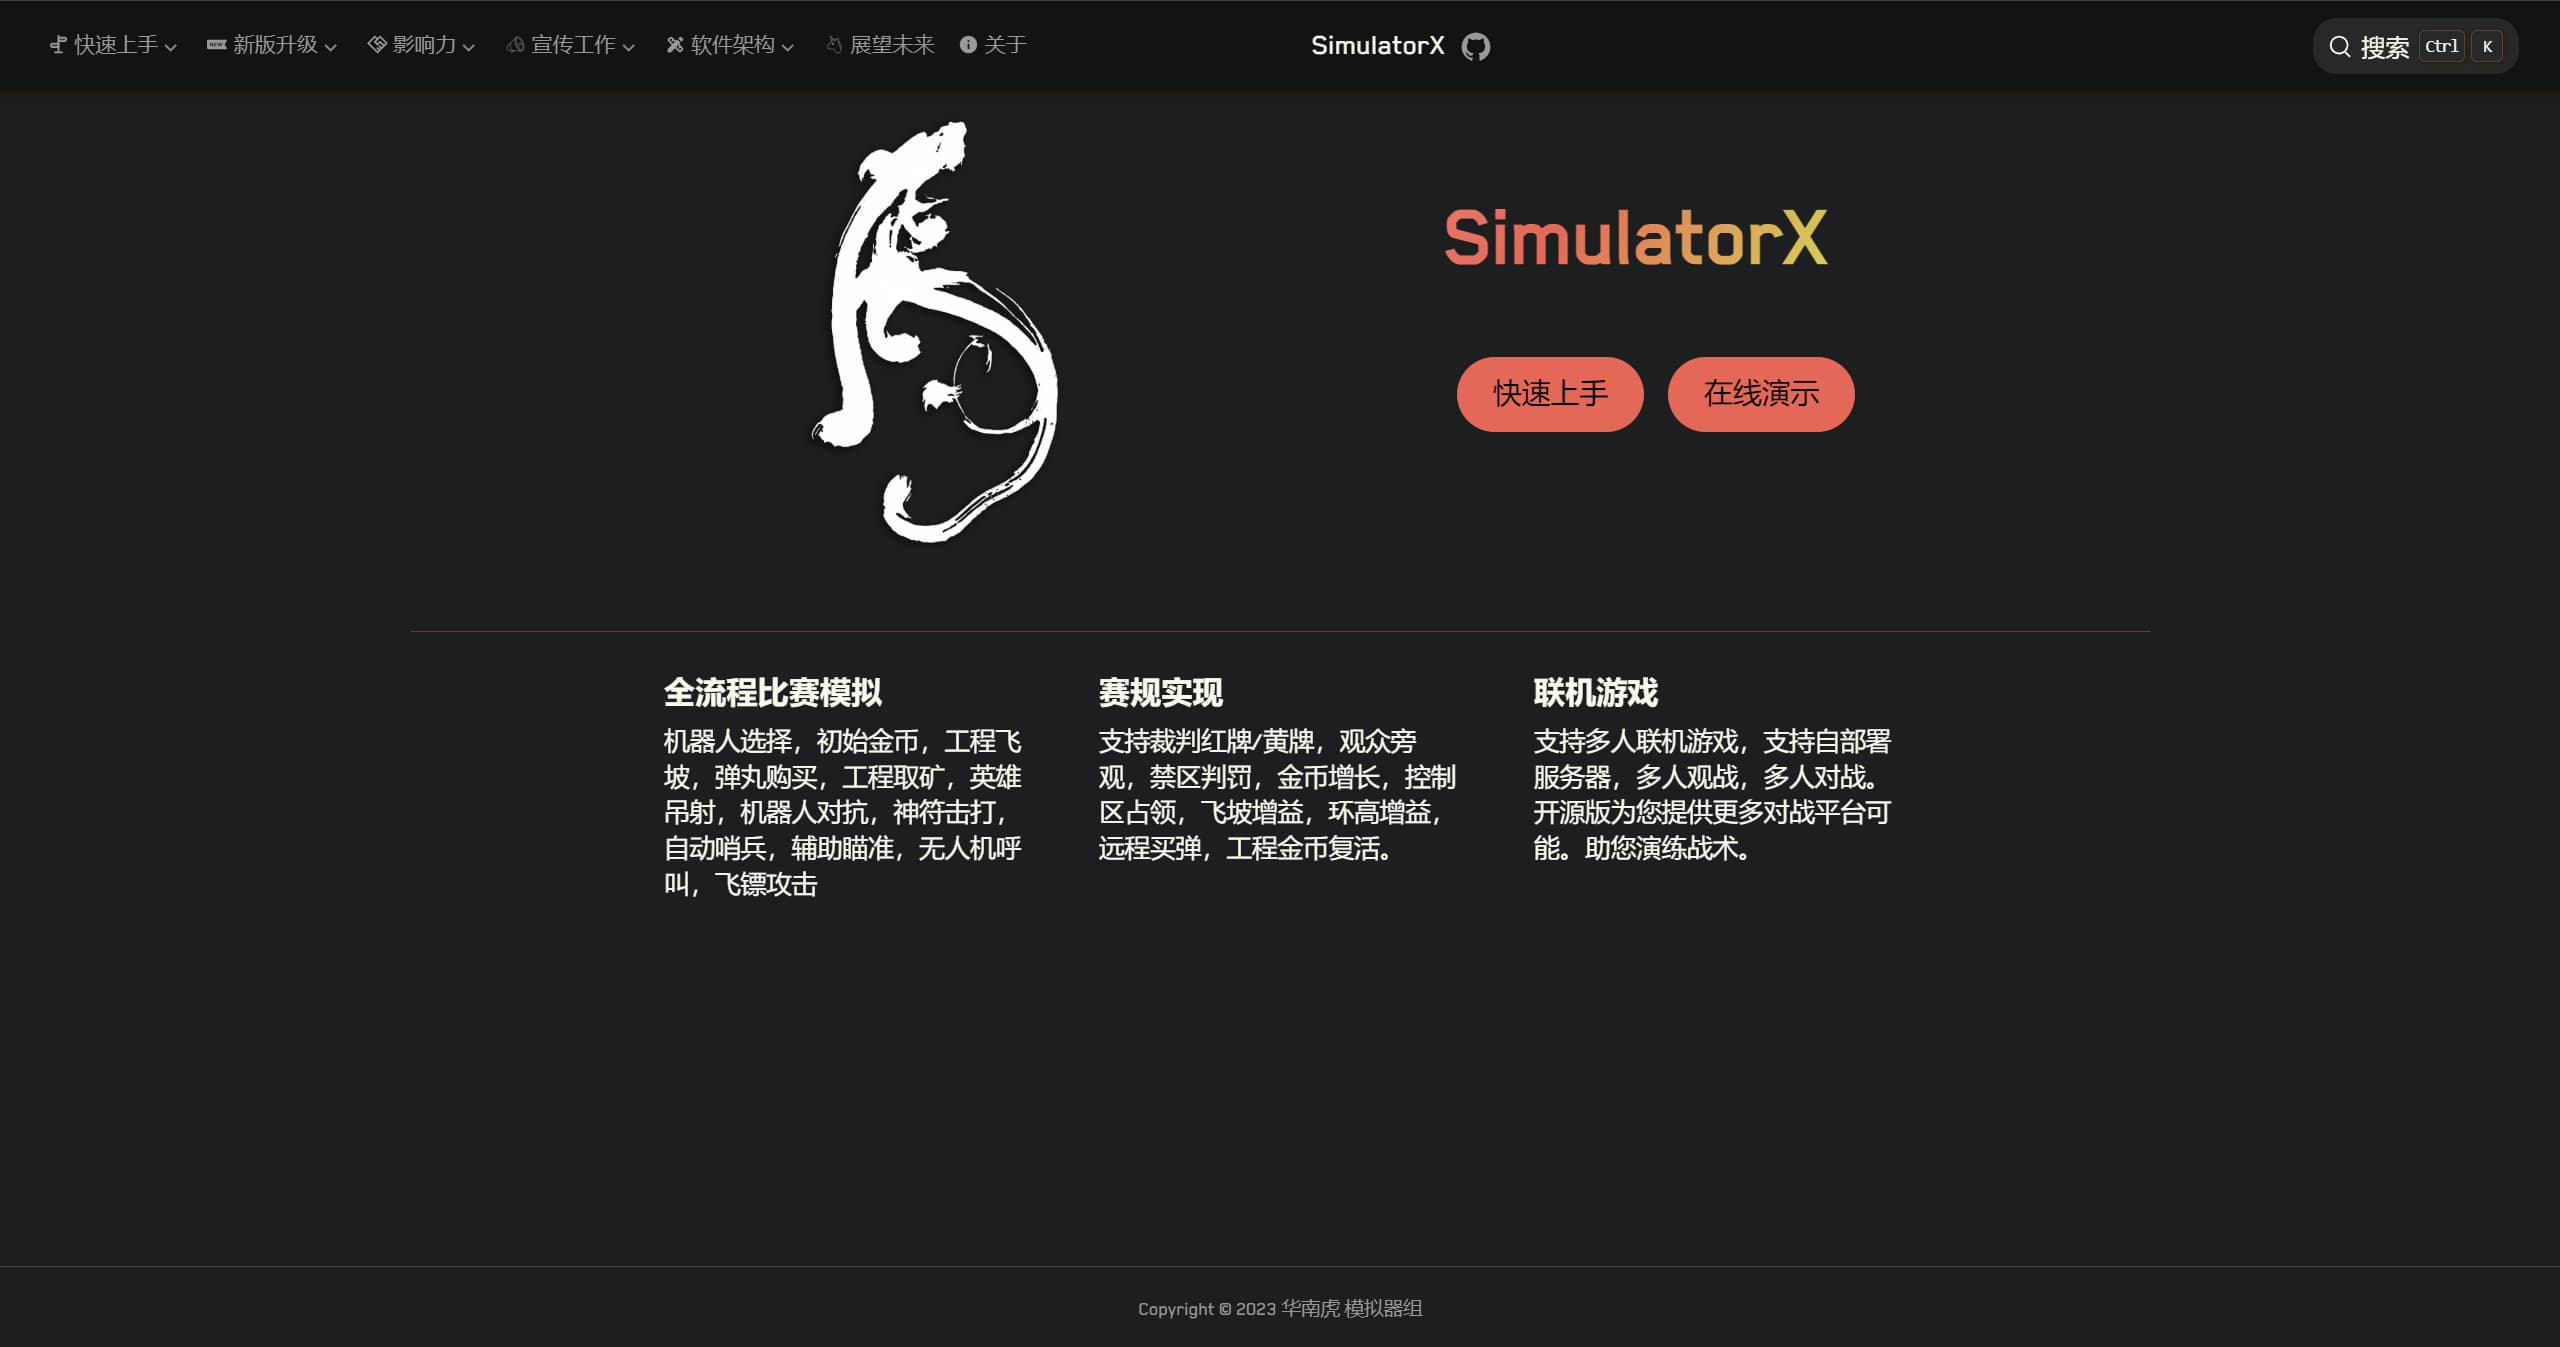 快速上手
NEW 新版升级
影响力
宣传工作
软件架构
展望未来
关于
SimulatorX
搜索 Ctrl K
SimulatorX
快速上手
在线演示
全流程比赛模拟
机器人选择，初始金币，工程飞
坡，弹丸购买，工程取矿，英雄
吊射，机器人对抗，神符击打，
自动哨兵，辅助瞄准，无人机呼
叫，飞镖攻击
赛规实现
支持裁判红牌/黄牌，观众旁
观，禁区判罚，金币增长，控制
区占领，飞坡增益，环高增益，
远程买弹，工程金币复活。
联机游戏
支持多人联机游戏，支持自部署
服务器，多人观战，多人对战。
开源版为您提供更多对战平台可
能。助您演练战术。
Copyright © 2023 华南虎 模拟器组